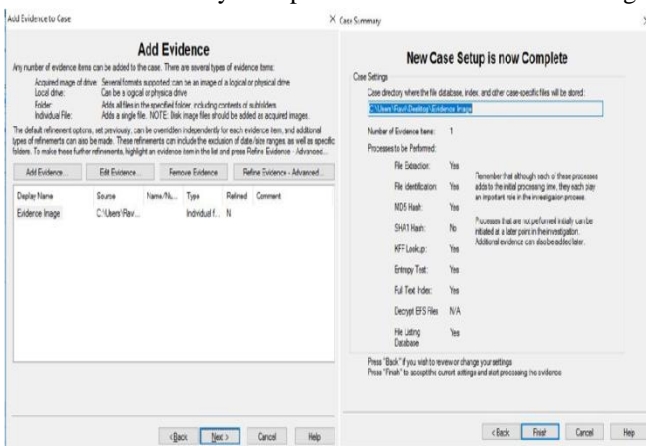 Add Evidence to Case
Add Evidence
Any number of evidence items can be added to the case. There are several types of evidence items:
Acquired image of drive: Several formats supported: can be an image of a logical or physical drive
Local drive: Can be a logical or physical drive
Folder: Adds all files in the specified folder, including contents of subfolders
Individual File: Adds a single file. NOTE: Disk image files should be added as acquired images.
The default refinement options, set previously, can be overridden independently for each evidence item, and additional
types of refinements can also be made. These refinements can include the exclusion of date/size ranges, as well as specific
folders. To make these further refinements, highlight an evidence item in the list and press Refine Evidence - Advanced...
Add Evidence... Edit Evidence... Remove Evidence Refine Evidence - Advanced...
Display Name Source Name/Nu... Type Refined Comment
Evidence Image C:\Users\Rav... Individual f... N
< Back Next > Cancel Help
Case Summary
New Case Setup is now Complete
Case Settings
Case directory where the file database, index, and other case-specific files will be stored:
C:\Users\Ravi\Desktop\Evidence Image
Number of Evidence Items: 1
Processes to be Performed:
File Extraction: Yes
File Identification: Yes
MD5 Hash: Yes
SHA1 Hash: No
KFF Lookup: Yes
Entropy Test: Yes
Full Text Index: Yes
Decrypt EFS Files N/A
File Listing Database Yes
Remember that although each of these processes
adds to the initial processing time, they each play
an important role in the investigation process.
Processes that are not performed initially can be
initiated at a later point in the investigation.
Additional evidence can also be added later.
Press "Back" if you wish to review or change your settings
Press "Finish" to accept the current settings and start processing the evidence
< Back Finish Cancel Help